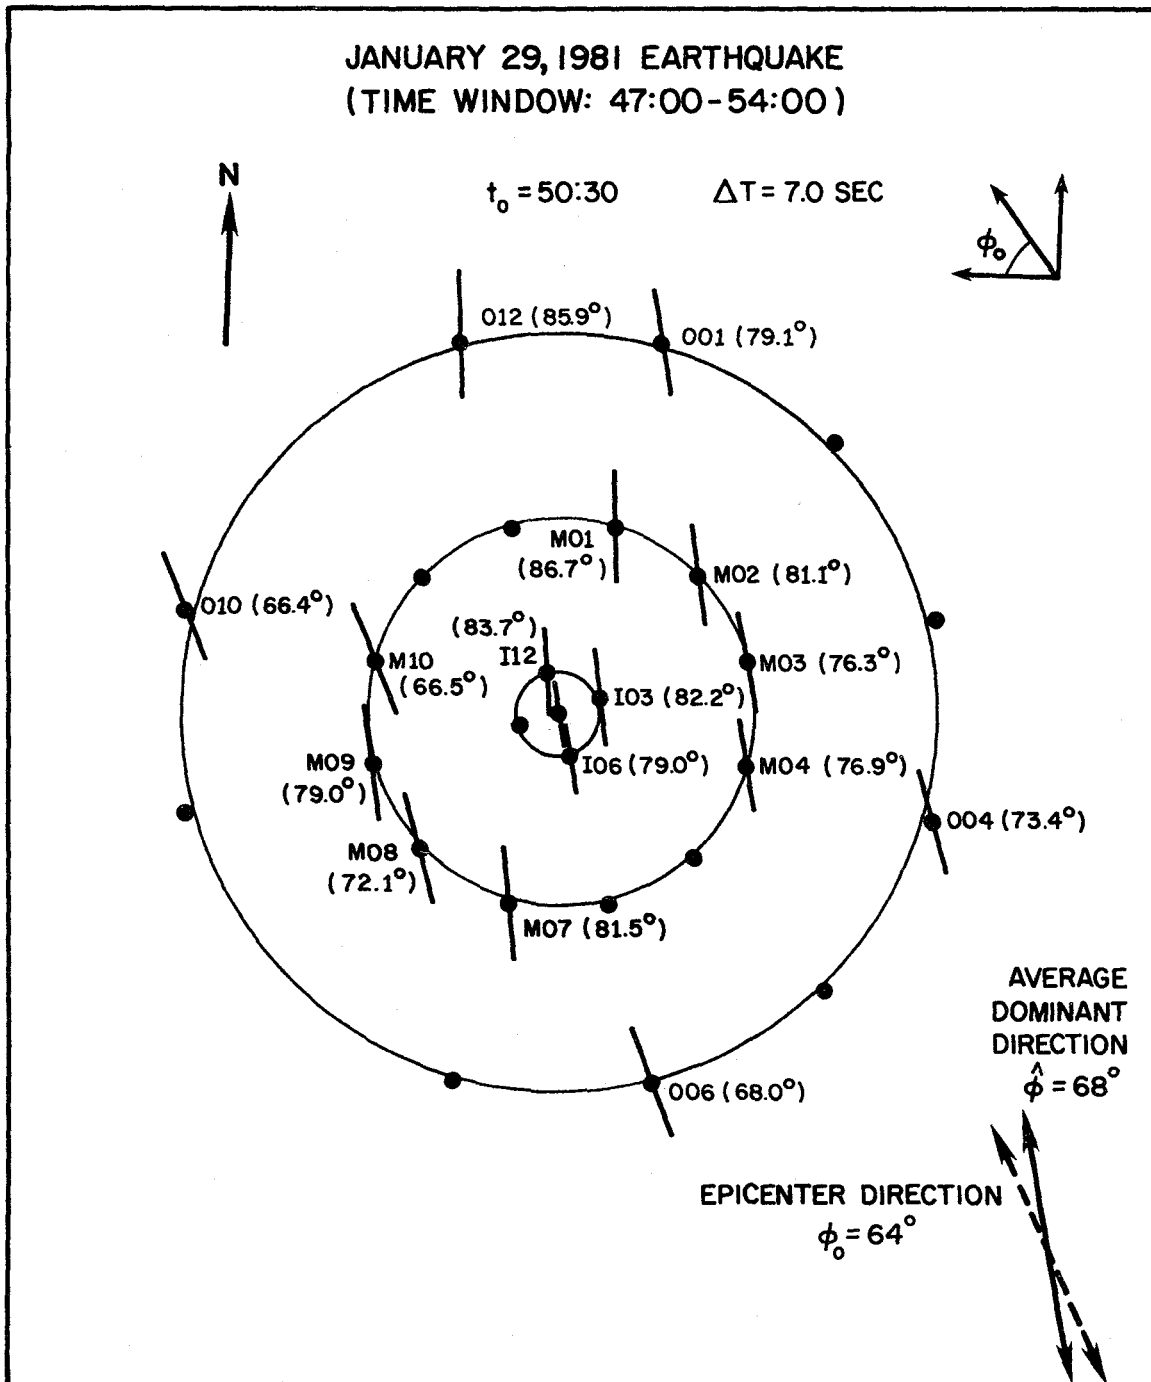 JANUARY 29, 1981 EARTHQUAKE
(TIME WINDOW: 47:00-54:00)
N
t₀ = 50:30
ΔT = 7.0 SEC
ϕ₀
O12 (85.9°)
O01 (79.1°)
M01
(86.7°)
M02 (81.1°)
O10 (66.4°)
(83.7°)
I12
M10
(66.5°)
M03 (76.3°)
I03 (82.2°)
M09
(79.0°)
I06 (79.0°)
M04 (76.9°)
O04 (73.4°)
M08
(72.1°)
M07 (81.5°)
O06 (68.0°)
AVERAGE
DOMINANT
DIRECTION
ϕ̂ = 68°
EPICENTER DIRECTION
ϕ₀ = 64°